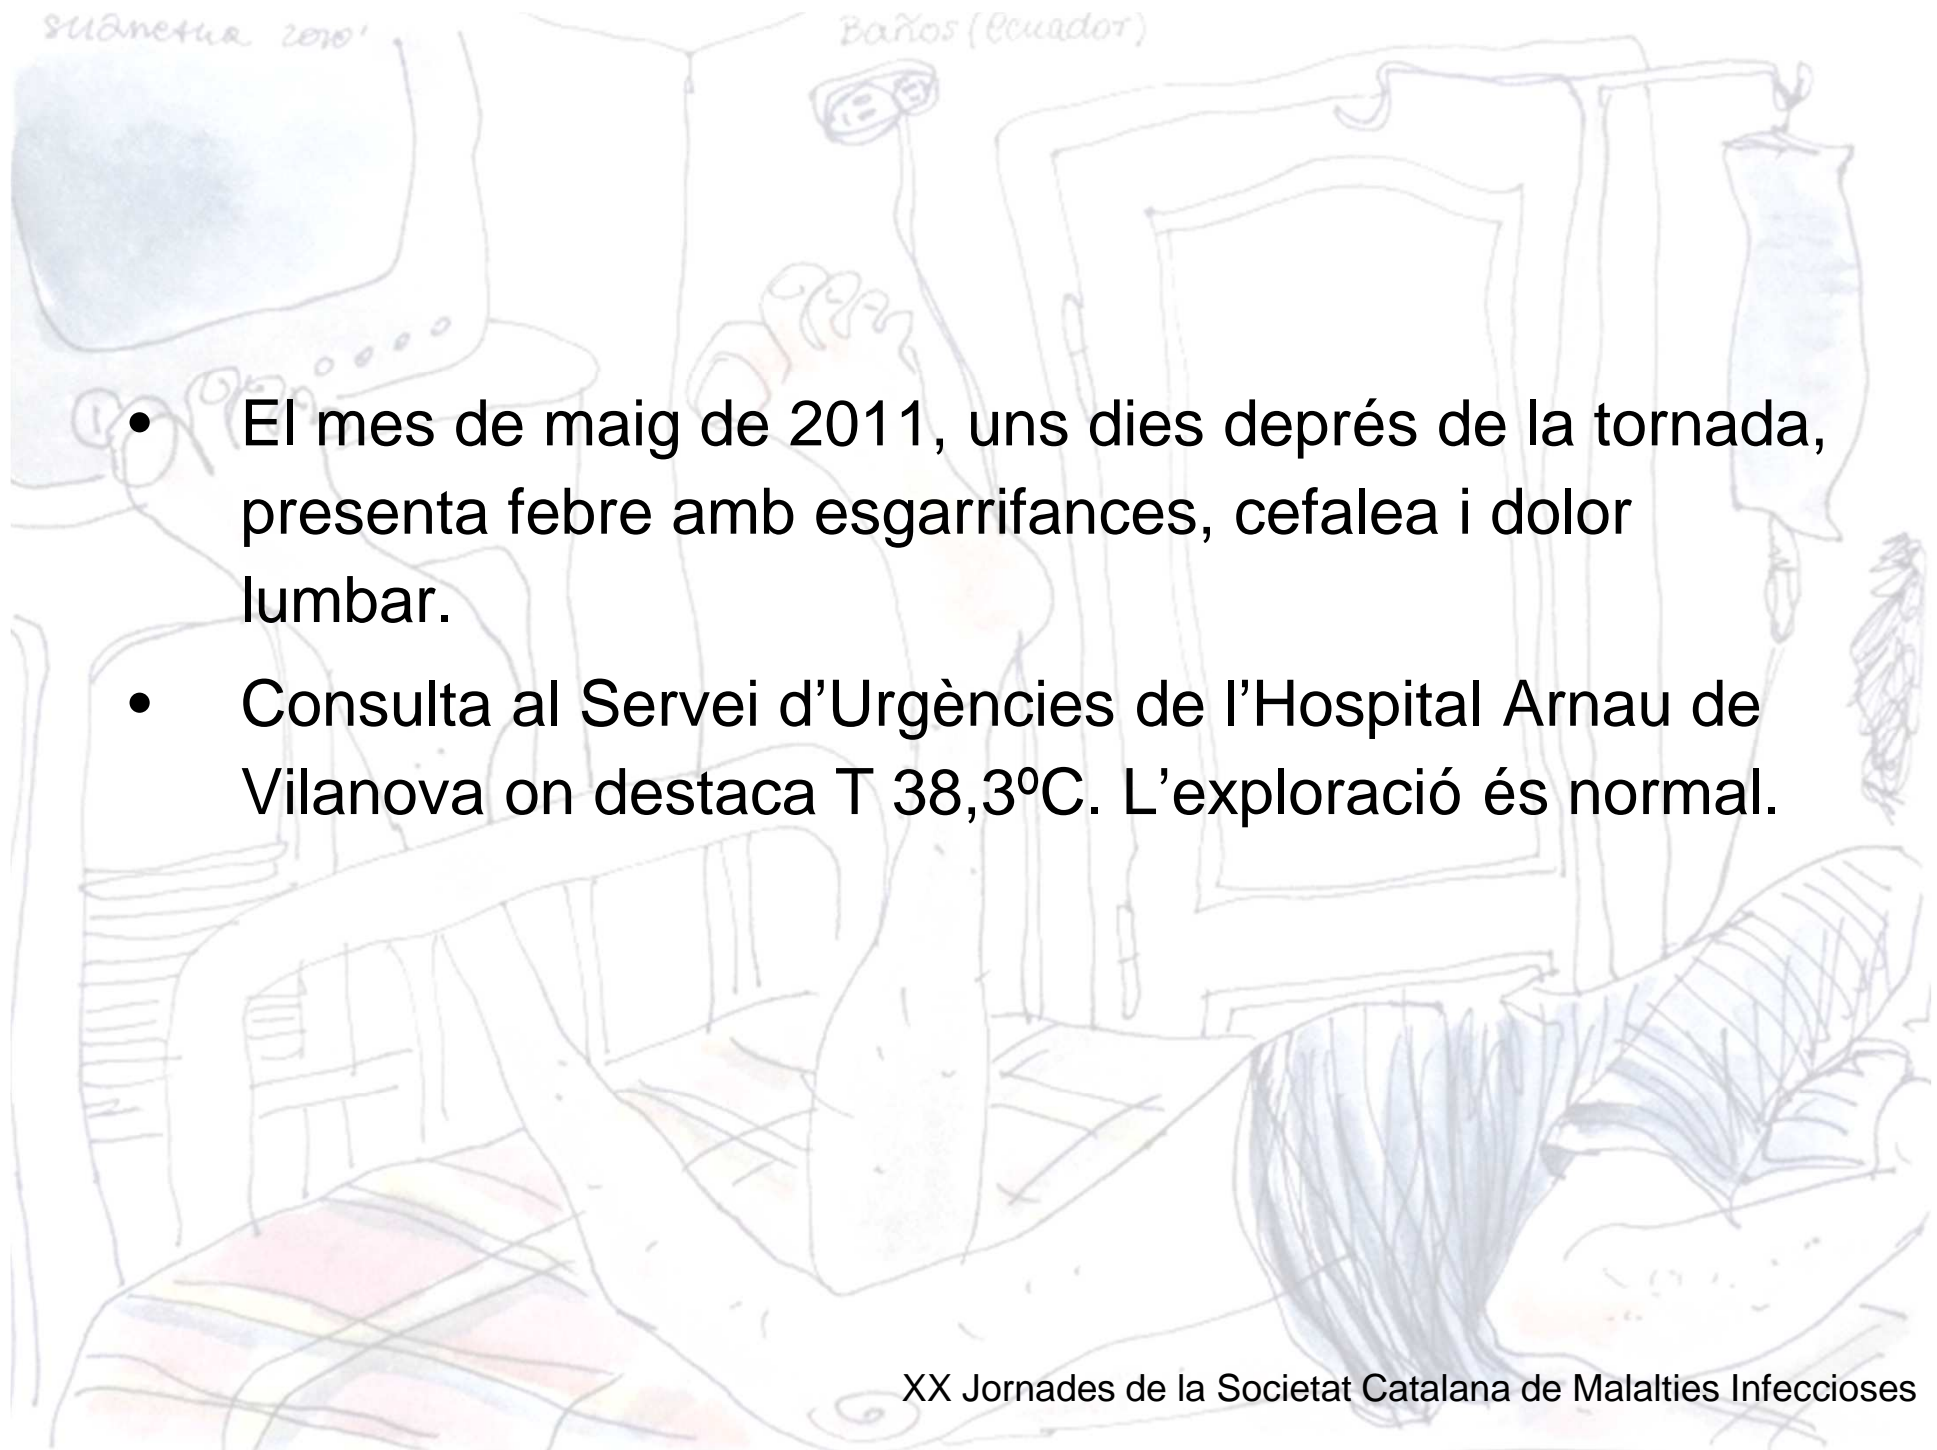 2010'
Baños (Ecuador)
• El mes de maig de 2011, uns dies deprés de la tornada,
presenta febre amb esgarrifances, cefalea i dolor
lumbar.
• Consulta al Servei d’Urgències de l’Hospital Arnau de
Vilanova on destaca T 38,3ºC. L’exploració és normal.
XX Jornades de la Societat Catalana de Malalties Infeccioses